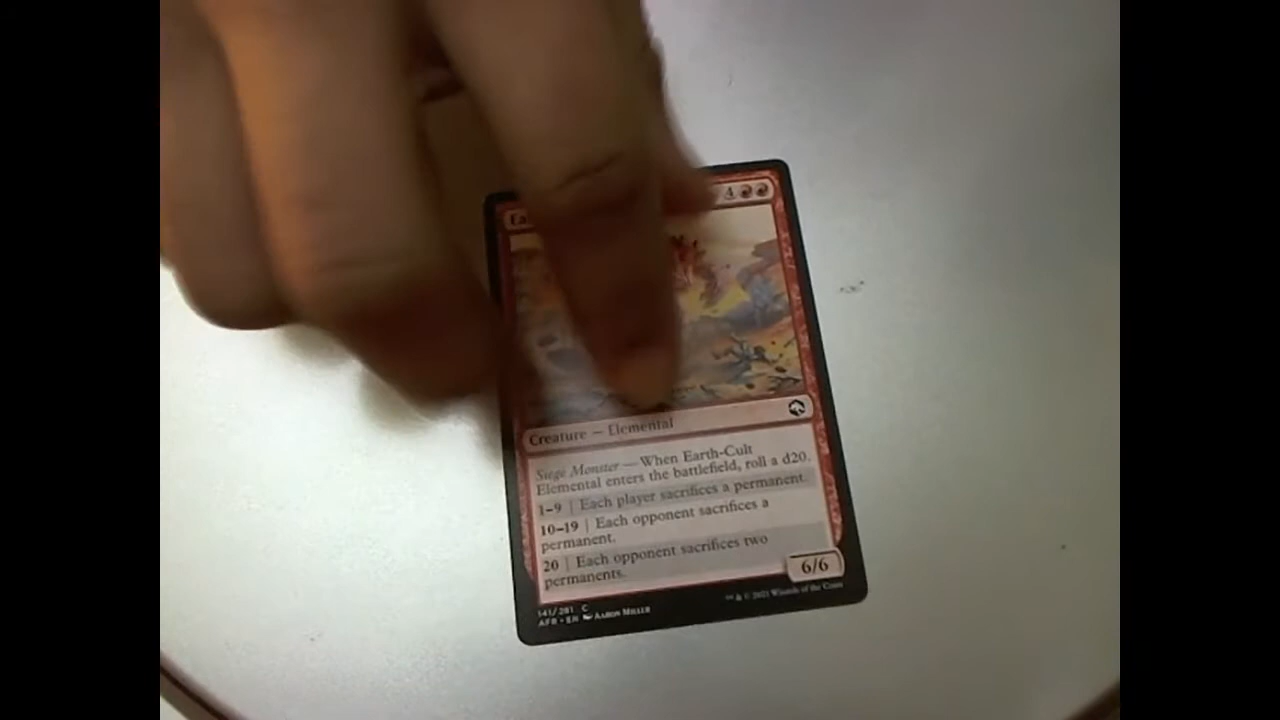 4
Creature — Elemental
Siege Monster — When Earth-Cult
Elemental enters the battlefield, roll a d20.
1–9 | Each player sacrifices a permanent.
10–19 | Each opponent sacrifices a
permanent.
20 | Each opponent sacrifices two
permanents.
6/6
141/281 C
AFR • EN Aaron Miller
™ & © 2021 Wizards of the Coast